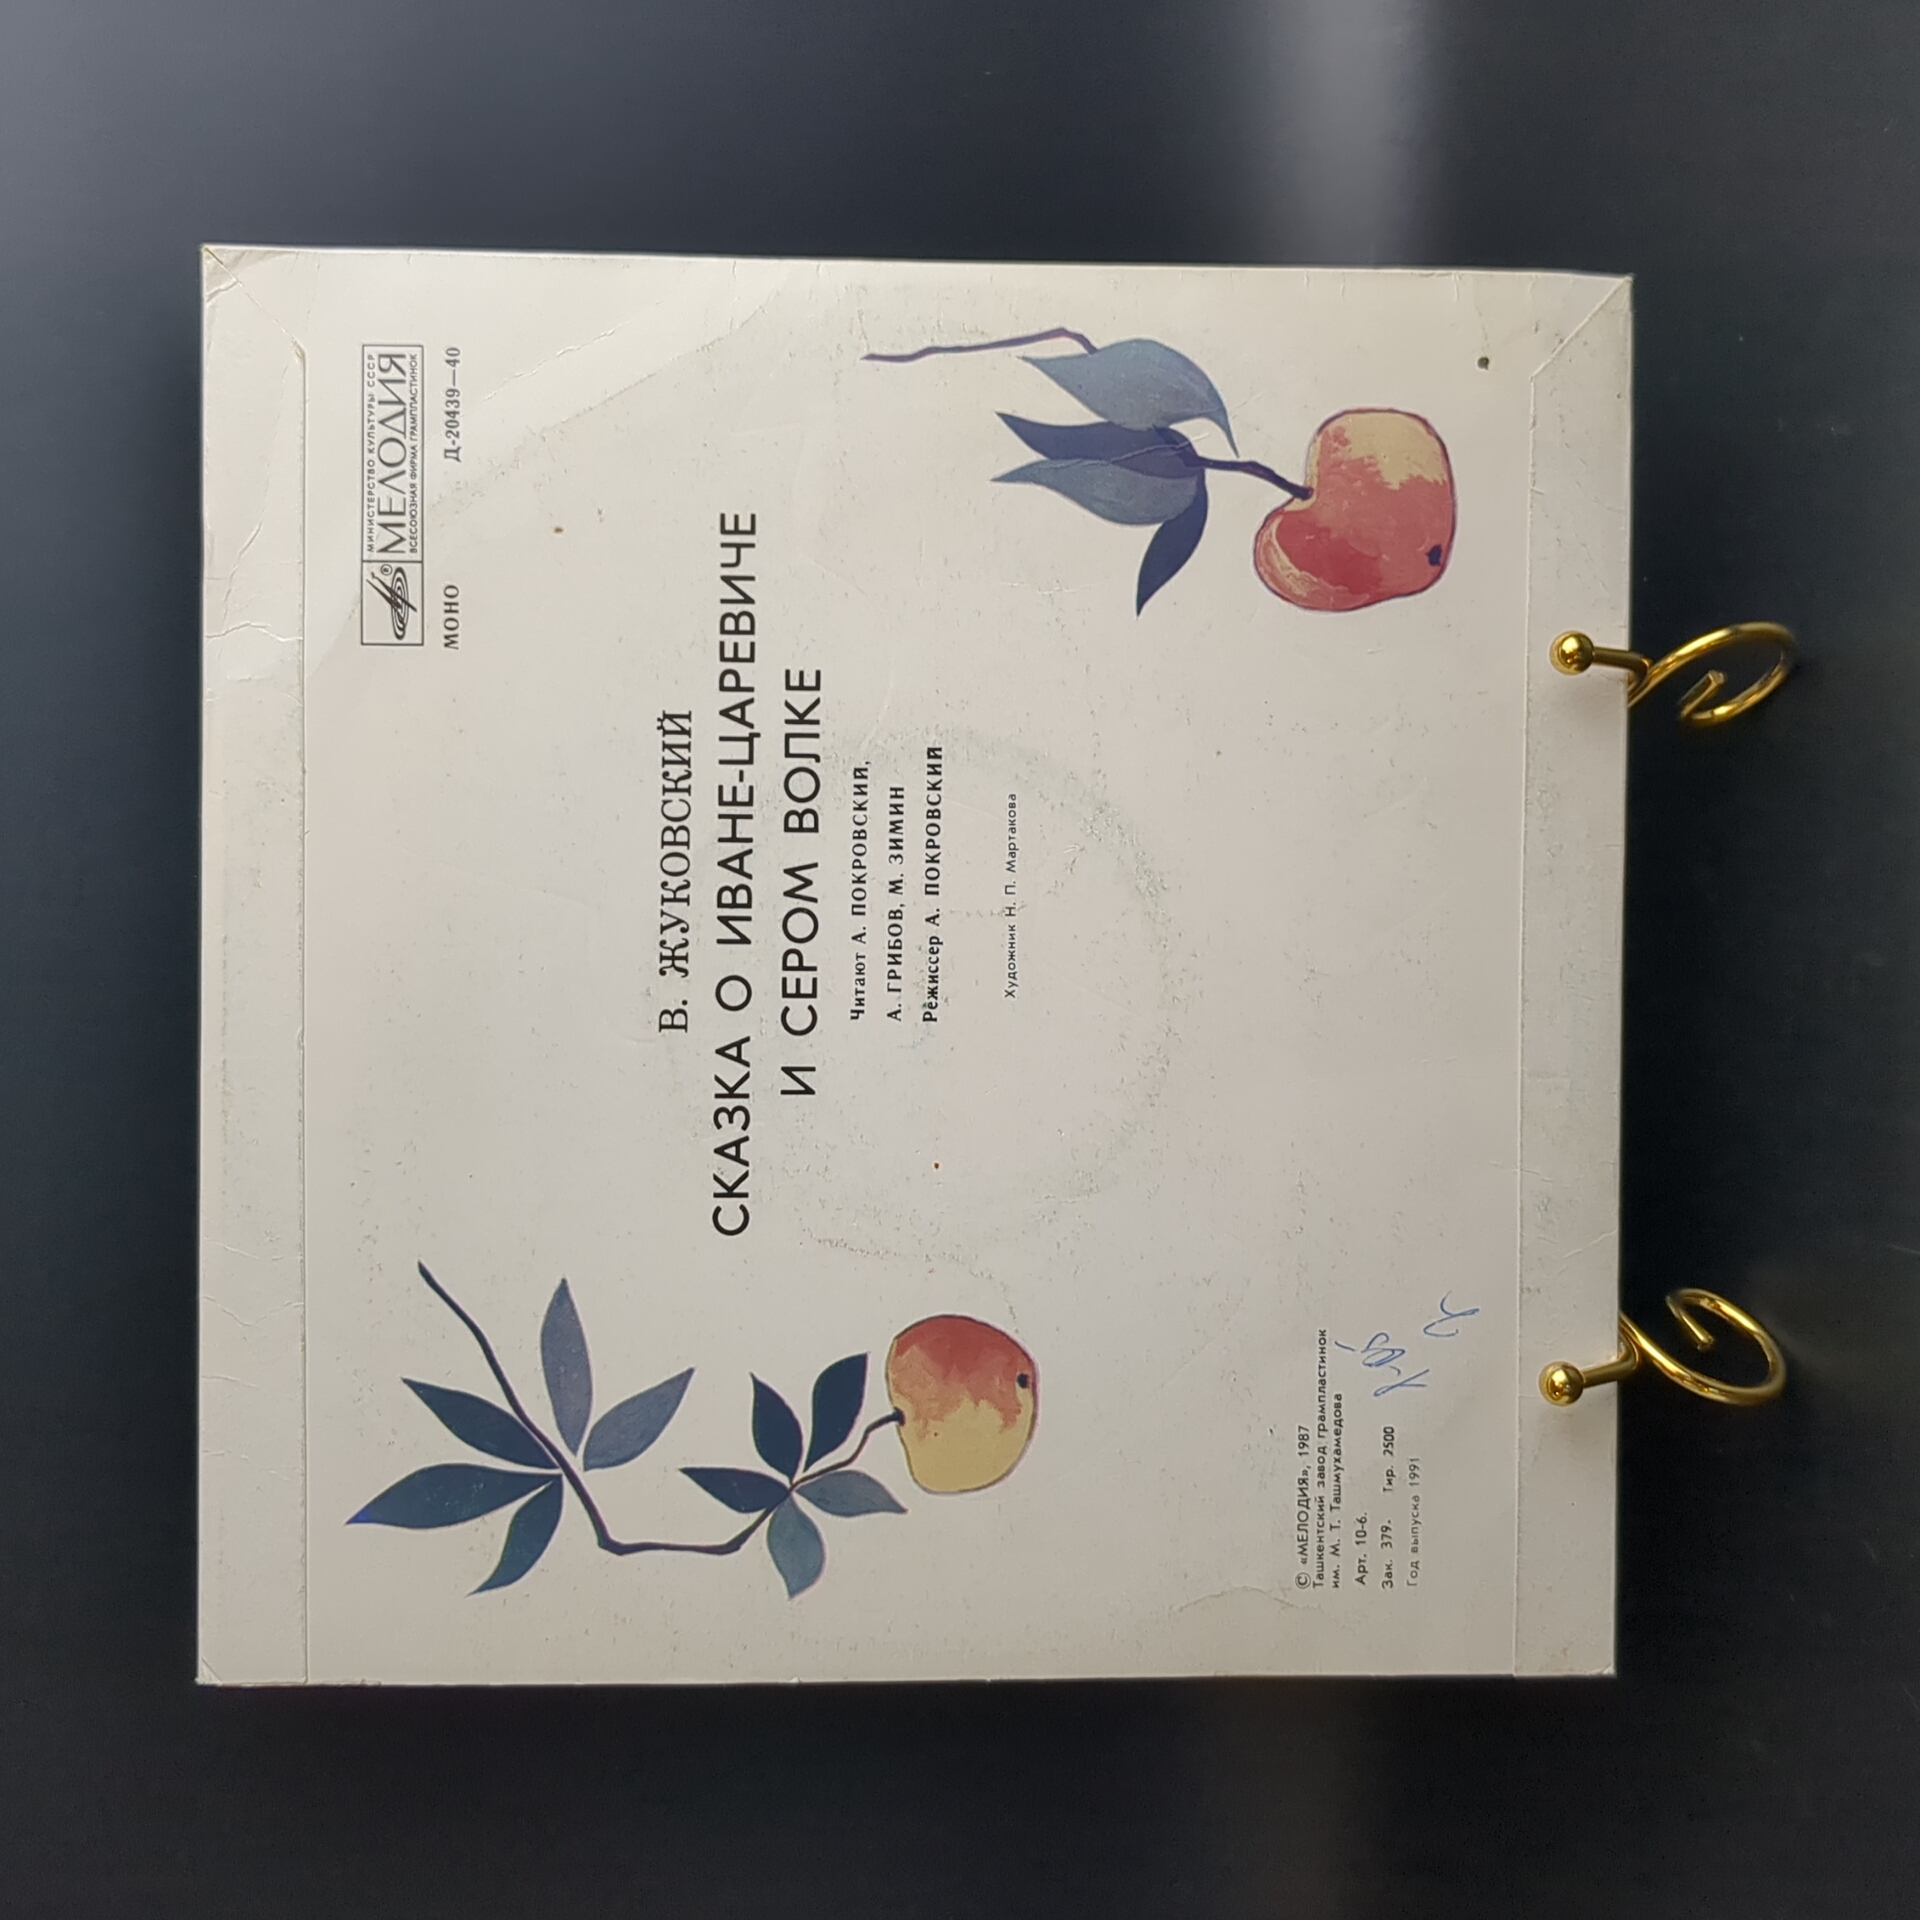 МИНИСТЕРСТВО КУЛЬТУРЫ СССР
МЕЛОДИЯ
ВСЕСОЮЗНАЯ ФИРМА ГРАМПЛАСТИНОК
МОНО Д-20439—40
В. ЖУКОВСКИЙ
СКАЗКА О ИВАНЕ-ЦАРЕВИЧЕ
И СЕРОМ ВОЛКЕ
Читают А. ПОКРОВСКИЙ,
А. ГРИБОВ, М. ЗИМИН
Режиссер А. ПОКРОВСКИЙ
Художник Н. П. Мартакова
© «МЕЛОДИЯ», 1987
Ташкентский завод грампластинок
им. М. Т. Ташмухамедова
Арт. 10-6.
Зак. 379. Тир. 2500
Год выпуска 1991